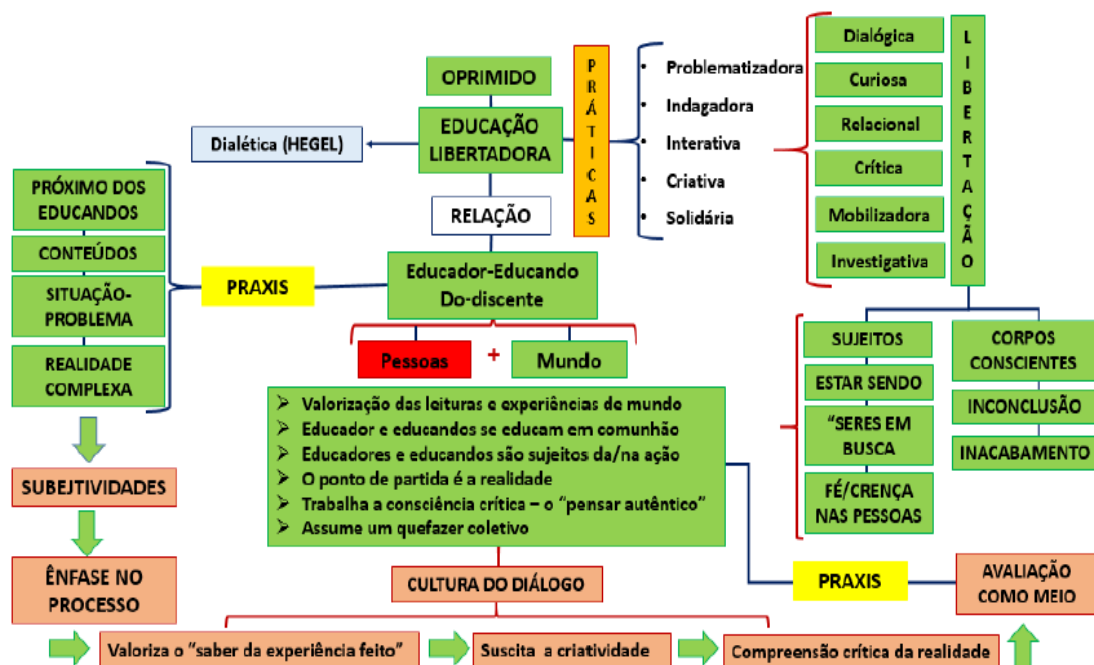 OPRIMIDO
EDUCAÇÃO
LIBERTADORA
Dialética (HEGEL)
RELAÇÃO
Educador-Educando
Do-discente
PRAXIS
PRÓXIMO DOS
EDUCANDOS
CONTEÚDOS
SITUAÇÃO-
PROBLEMA
REALIDADE
COMPLEXA
SUBEJTIVIDADES
ÊNFASE NO
PROCESSO
PRÁTICAS
• Problematizadora
• Indagadora
• Interativa
• Criativa
• Solidária
Dialógica
Curiosa
Relacional
Crítica
Mobilizadora
Investigativa
LIBERTAÇÃO
SUJEITOS
ESTAR SENDO
“SERES EM
BUSCA
FÉ/CRENÇA
NAS PESSOAS
CORPOS
CONSCIENTES
INCONCLUSÃO
INACABAMENTO
Pessoas
+
Mundo
➢ Valorização das leituras e experiências de mundo
➢ Educador e educandos se educam em comunhão
➢ Educadores e educandos são sujeitos da/na ação
➢ O ponto de partida é a realidade
➢ Trabalha a consciência crítica – o “pensar autêntico”
➢ Assume um quefazer coletivo
CULTURA DO DIÁLOGO
PRAXIS
AVALIAÇÃO
COMO MEIO
Valoriza o “saber da experiência feito”
Suscita a criatividade
Compreensão crítica da realidade